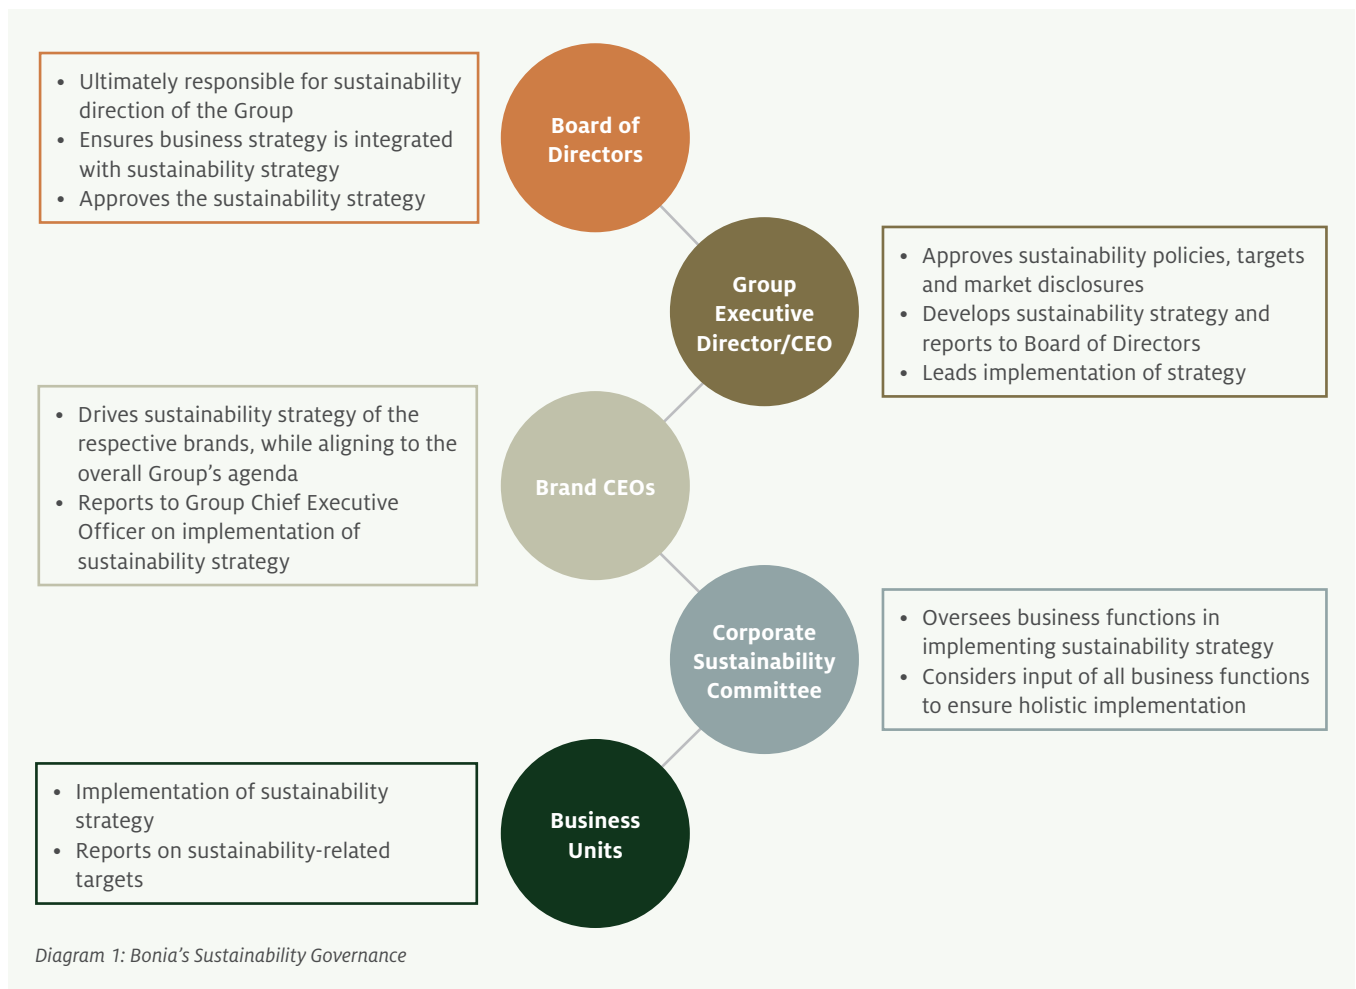 • Ultimately responsible for sustainability
direction of the Group
• Ensures business strategy is integrated
with sustainability strategy
• Approves the sustainability strategy
Board of
Directors
Group
Executive
Director/CEO
• Approves sustainability policies, targets
and market disclosures
• Develops sustainability strategy and
reports to Board of Directors
• Leads implementation of strategy
• Drives sustainability strategy of the
respective brands, while aligning to the
overall Group’s agenda
• Reports to Group Chief Executive
Officer on implementation of
sustainability strategy
Brand CEOs
Corporate
Sustainability
Committee
• Oversees business functions in
implementing sustainability strategy
• Considers input of all business functions
to ensure holistic implementation
• Implementation of sustainability
strategy
• Reports on sustainability-related
targets
Business
Units
Diagram 1: Bonia’s Sustainability Governance